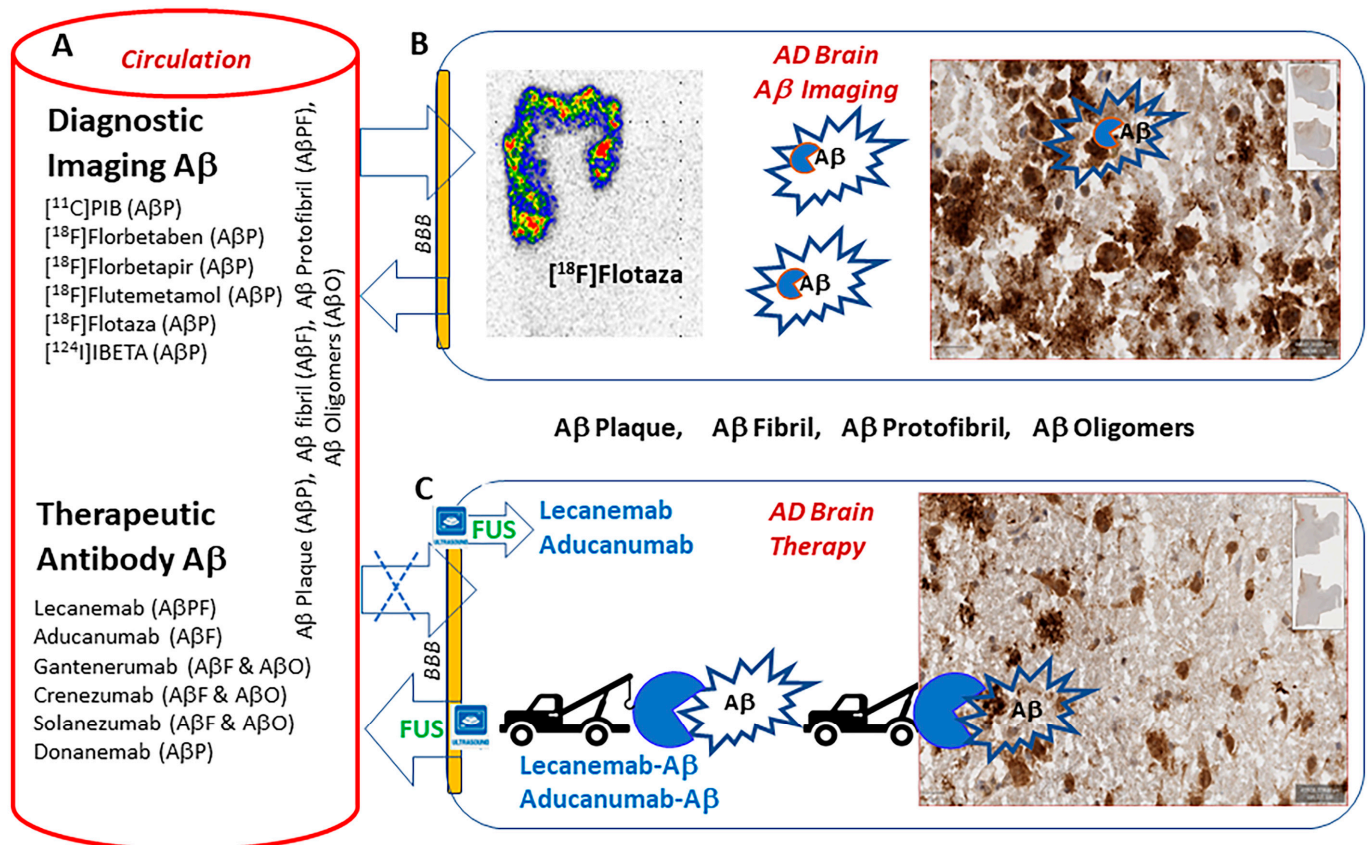 A
Circulation
Diagnostic
Imaging Aβ
[¹¹C]PIB (AβP)
[¹⁸F]Florbetaben (AβP)
[¹⁸F]Florbetapir (AβP)
[¹⁸F]Flutemetamol (AβP)
[¹⁸F]Flotaza (AβP)
[¹²⁴I]IBETA (AβP)
Therapeutic
Antibody Aβ
Lecanemab (AβPF)
Aducanumab (AβF)
Gantenerumab (AβF & AβO)
Crenezumab (AβF & AβO)
Solanezumab (AβF & AβO)
Donanemab (AβP)
Aβ Plaque (AβP), Aβ fibril (AβF), Aβ Protofibril (AβPF),
Aβ Oligomers (AβO)
B
BBB
[¹⁸F]Flotaza
AD Brain
Aβ Imaging
Aβ
Aβ
Aβ
Aβ Plaque, Aβ Fibril, Aβ Protofibril, Aβ Oligomers
C
ULTRASOUND
FUS
Lecanemab
Aducanumab
AD Brain
Therapy
BBB
FUS
ULTRASOUND
Aβ
Aβ
Lecanemab-Aβ
Aducanumab-Aβ